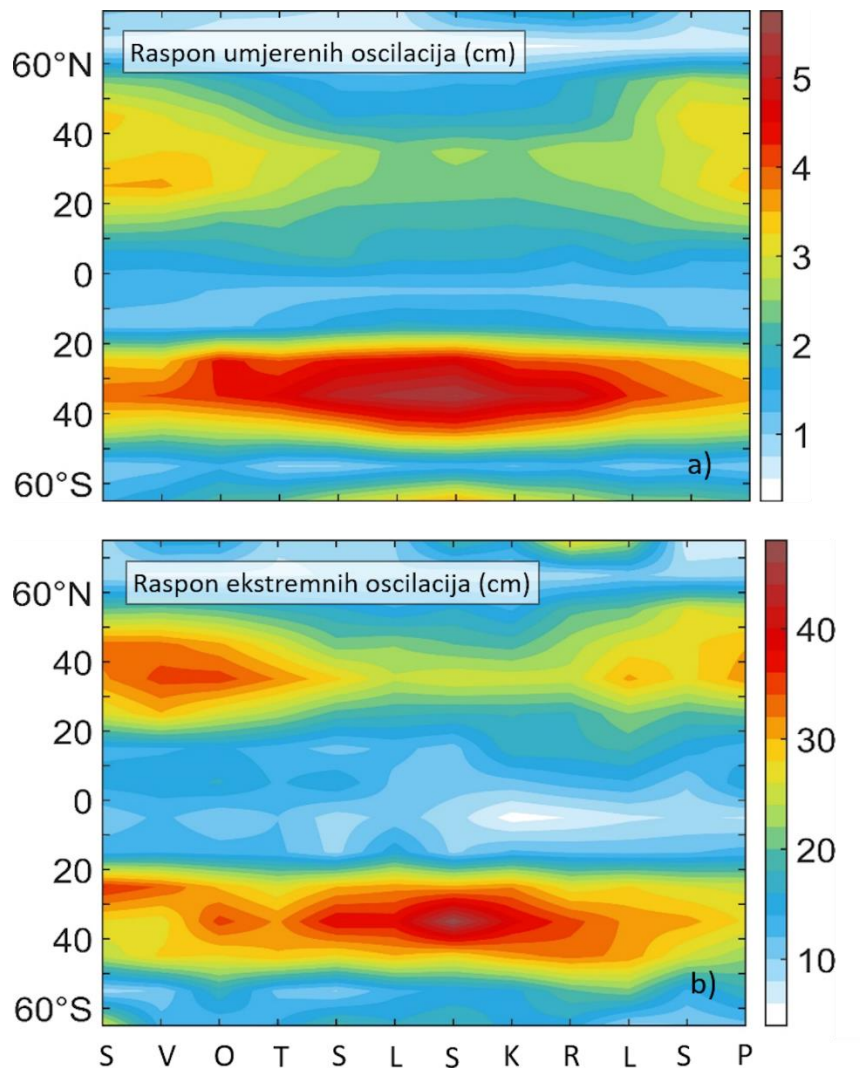 Raspon umjerenih oscilacija (cm)
60°N
40
20
0
20
40
60°S
5
4
3
2
1
a)
Raspon ekstremnih oscilacija (cm)
60°N
40
20
0
20
40
60°S
40
30
20
10
b)
S V O T S L S K R L S P